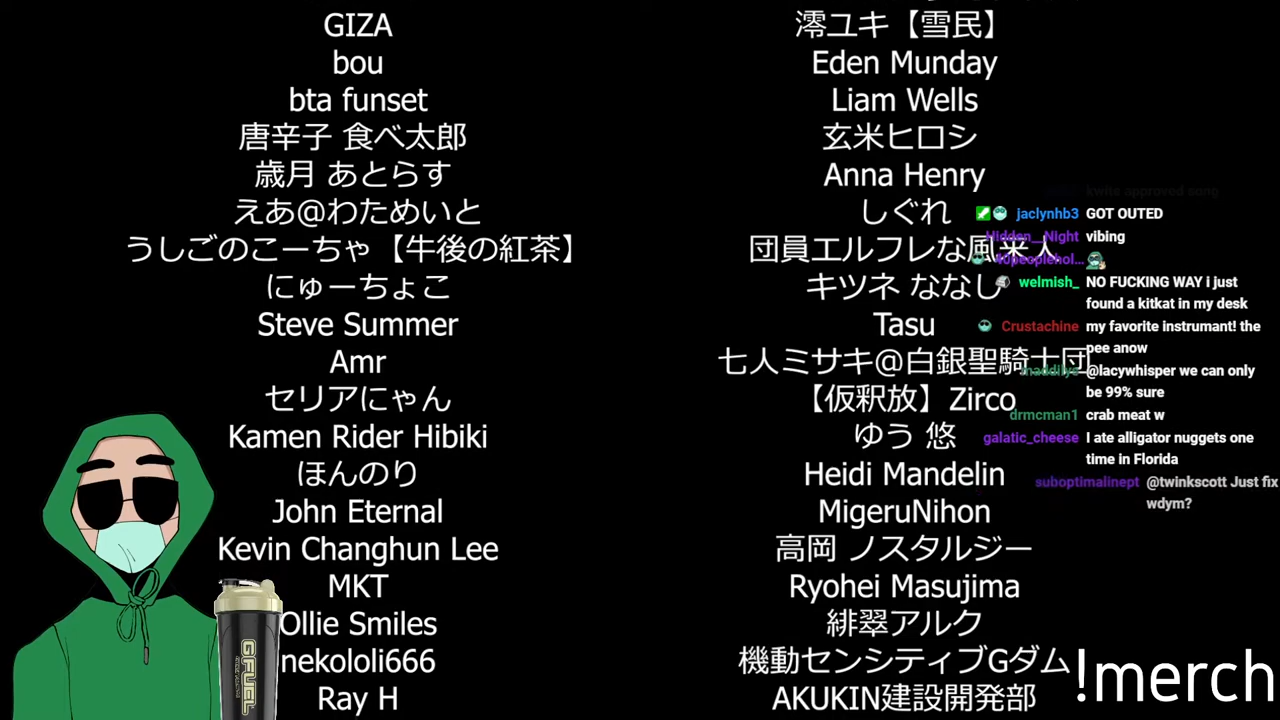 GIZA
bou
bta funset
唐辛子 食べ太郎
歳月 あとらす
えあ@わためいと
うしごのこーちゃ【牛後の紅茶】
にゅーちょこ
Steve Summer
Amr
セリアにゃん
Kamen Rider Hibiki
ほんのり
John Eternal
Kevin Changhun Lee
MKT
Ollie Smiles
nekololi666
Ray H
澪ユキ【雪民】
Eden Munday
Liam Wells
玄米ヒロシ
Anna Henry
しぐれ
団員エルフレな風来人
キツネ ななし
Tasu
七人ミサキ@白銀聖騎士団
【仮釈放】Zirco
ゆう 悠
Heidi Mandelin
MigeruNihon
高岡 ノスタルジー
Ryohei Masujima
緋翠アルク
機動センシティブGダム
AKUKIN建設開発部
kwite approved song
jaclynhb3 GOT OUTED
Hidden__Night vibing
40peoplehol...
welmish_ NO FUCKING WAY I just
found a kitkat in my desk
Crustachine my favorite instrumant! the
pee anow
maddilys @lacywhisper we can only
be 99% sure
drmcman1 crab meat w
galatic_cheese I ate alligator nuggets one
time in Florida
suboptimalinept @twinkscott Just fix
wdym?
GFUEL
!merch